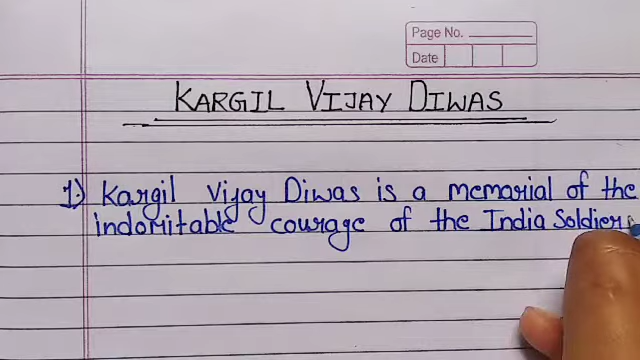 Page No.
Date
KARGIL VIJAY DIWAS
1) Kargil Vijay Diwas is a memarial of the
indomitable courage of the India Soldier